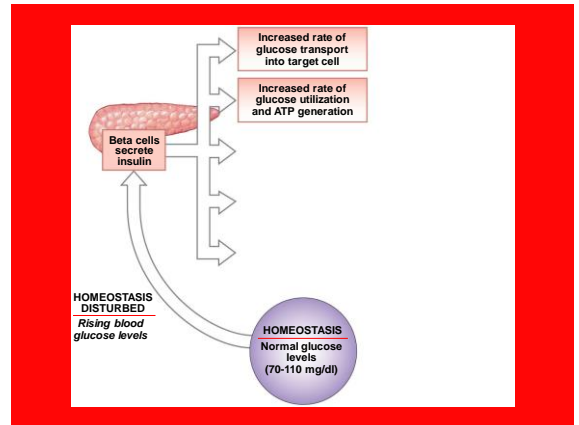 Increased rate of
glucose transport
into target cell
Increased rate of
glucose utilization
and ATP generation
Beta cells
secrete
insulin
HOMEOSTASIS
DISTURBED
Rising blood
glucose levels
HOMEOSTASIS
Normal glucose
levels
(70-110 mg/dl)